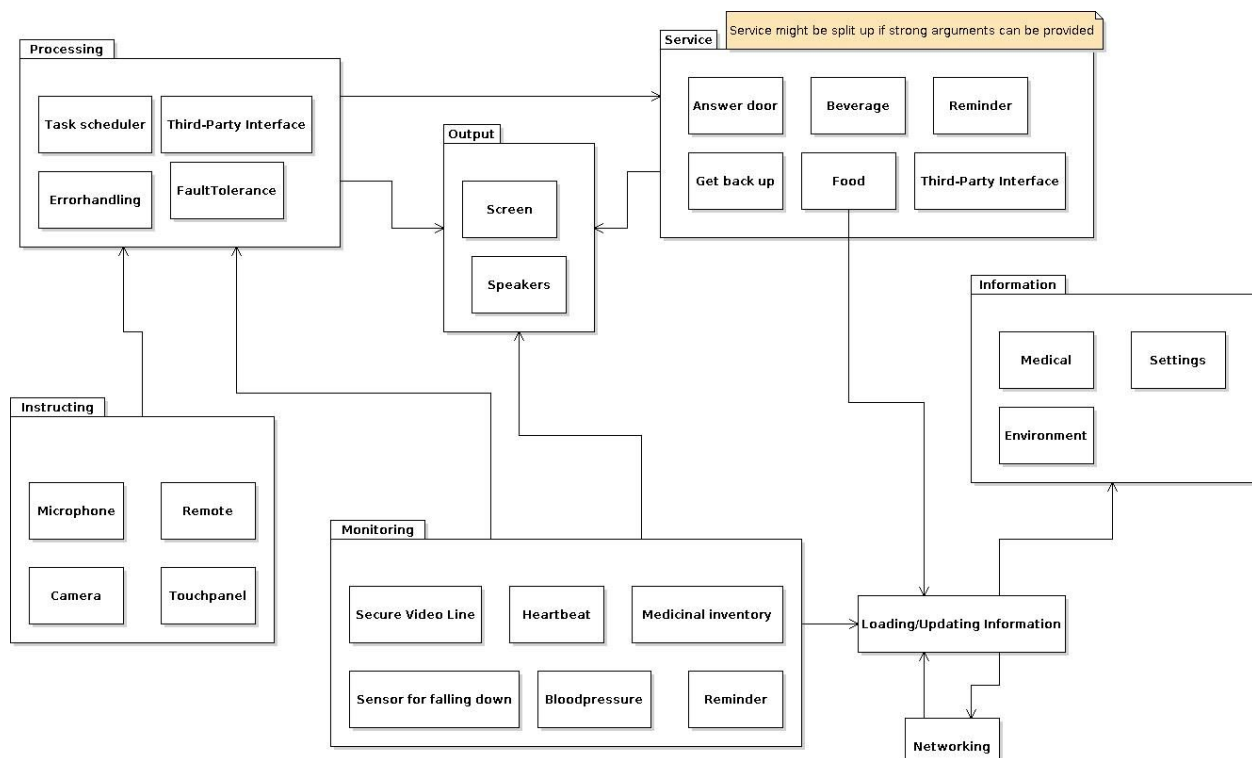 Service might be split up if strong arguments can be provided
Processing
Task scheduler
Third-Party Interface
Errorhandling
FaultTolerance
Output
Screen
Speakers
Service
Answer door
Beverage
Reminder
Get back up
Food
Third-Party Interface
Information
Medical
Settings
Environment
Instructing
Microphone
Remote
Camera
Touchpanel
Monitoring
Secure Video Line
Heartbeat
Medicinal inventory
Sensor for falling down
Bloodpressure
Reminder
Loading/Updating Information
Networking